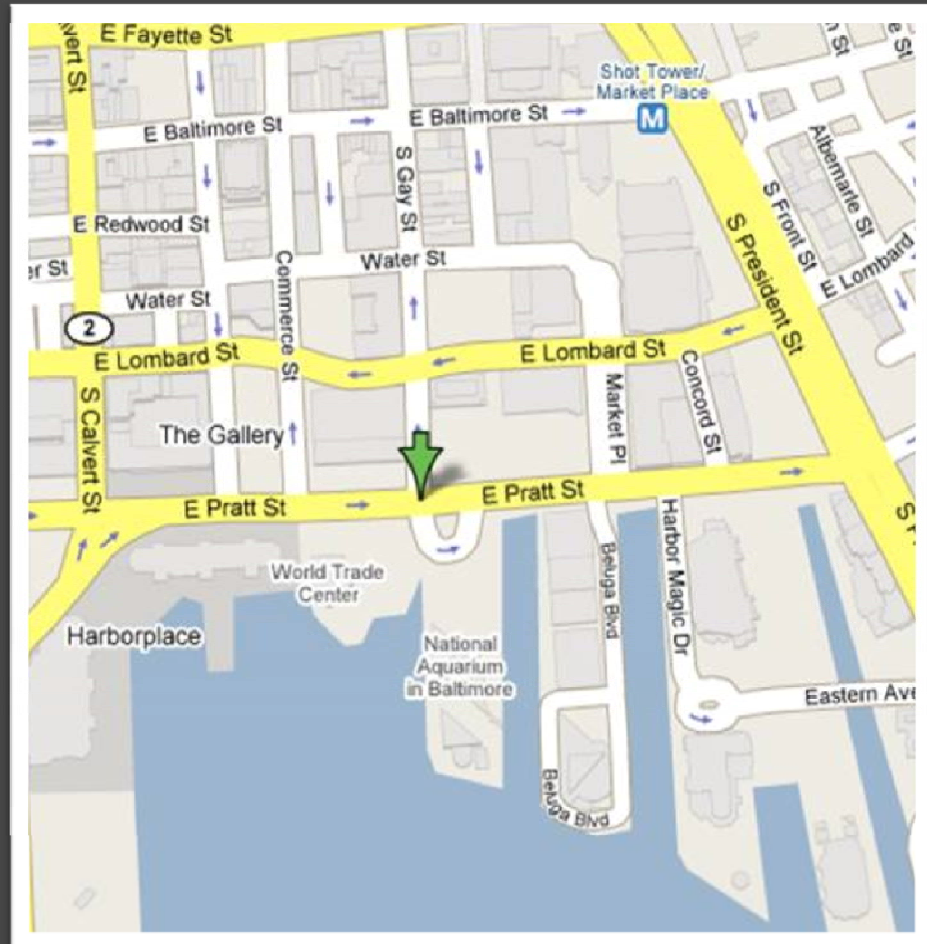 E Fayette St
vert St
Shot Tower/
Market Place
M
E Baltimore St
E Baltimore St
S Gay St
Albemarle St
S Front St
E Redwood St
S President St
er St
Commerce St
Water St
E Lombard
Water St
2
E Lombard St
E Lombard St
Concord St
Market Pl
S Calvert St
The Gallery
E Pratt St
E Pratt St
Harbor Magic Dr
Beluga Blvd
World Trade
Center
Harborplace
National
Aquarium
in Baltimore
Eastern Ave
Beluga Blvd